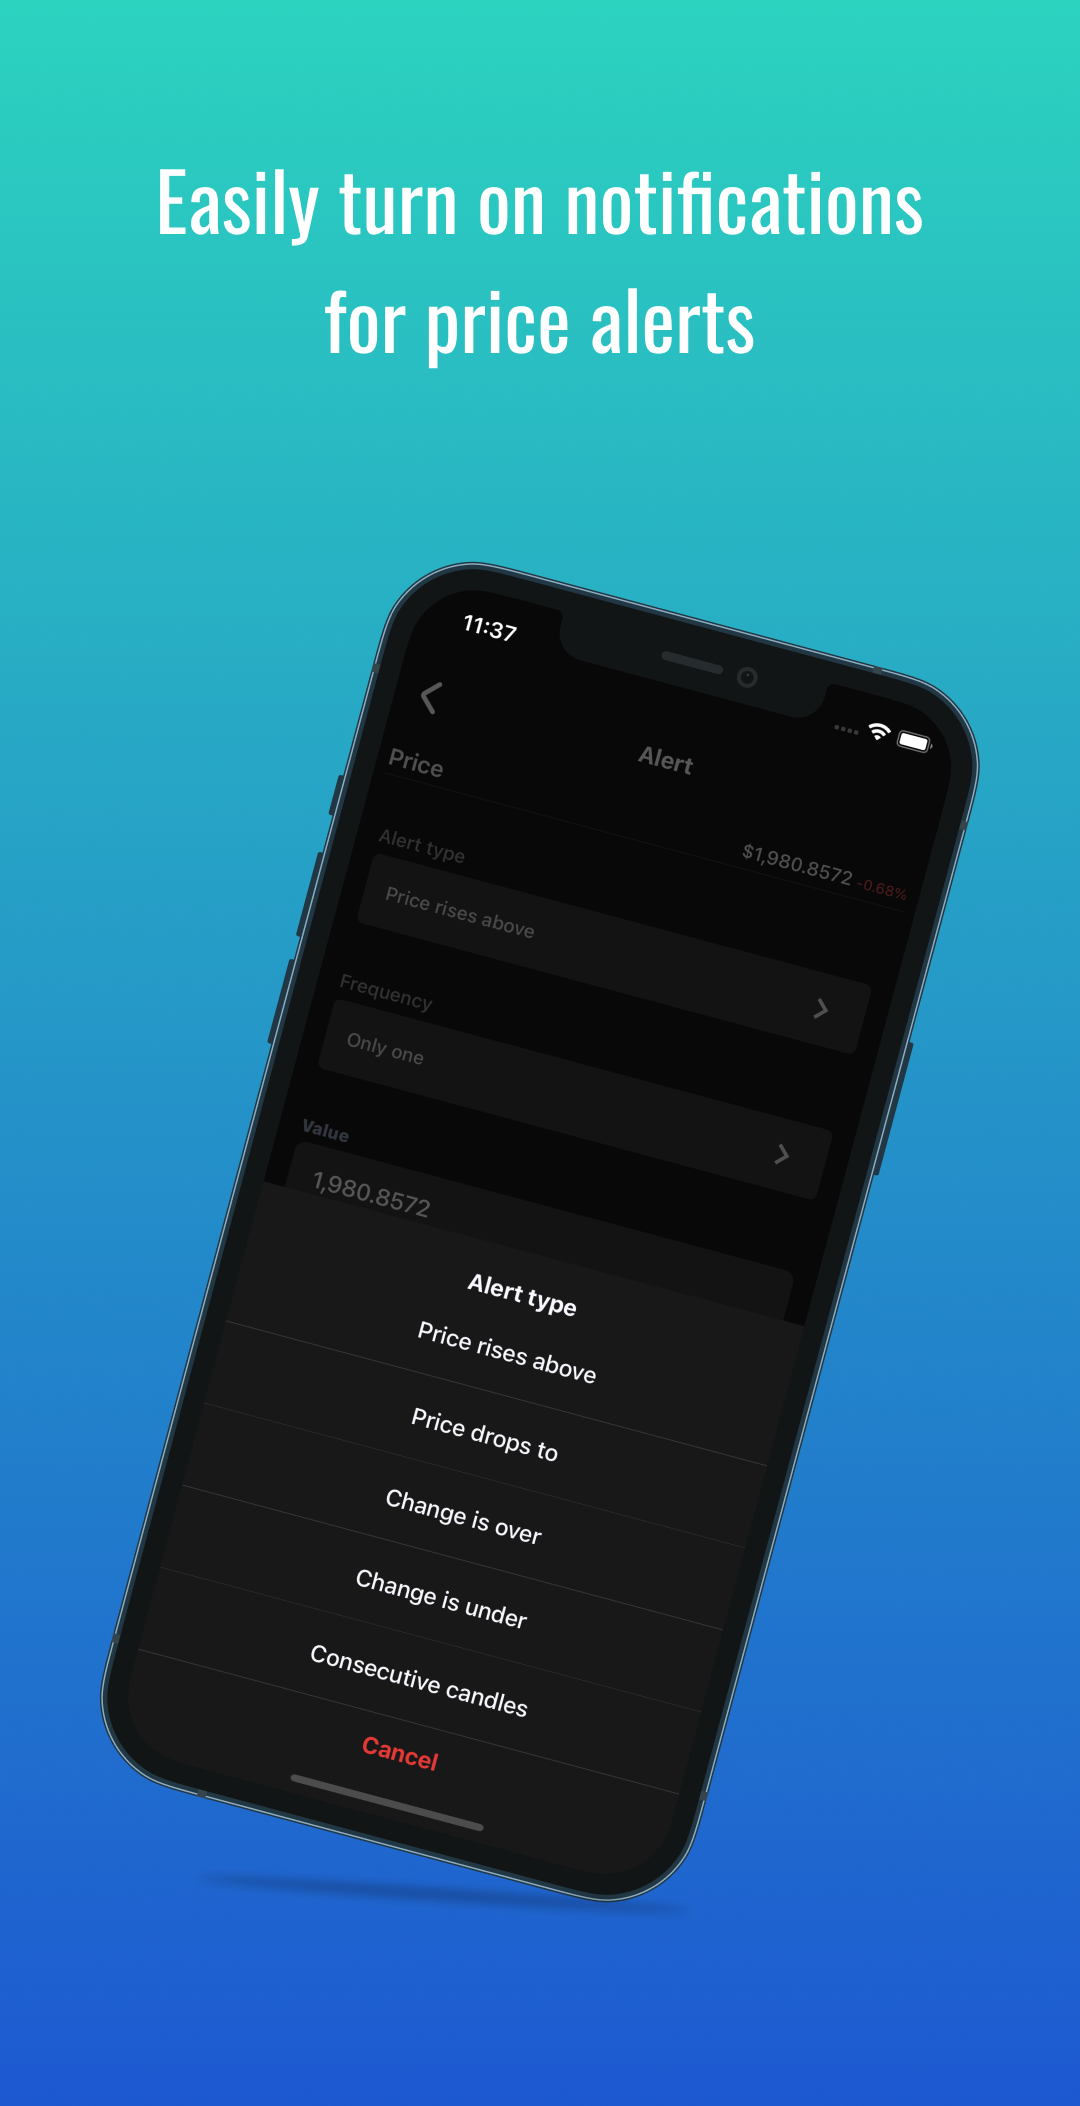 Easily turn on notifications
for price alerts
11:37
Alert
Price
$1,980.8572 -0.68%
Alert type
Price rises above
Frequency
Only one
Value
1,980.8572
Alert type
Price rises above
Price drops to
Change is over
Change is under
Consecutive candles
Cancel